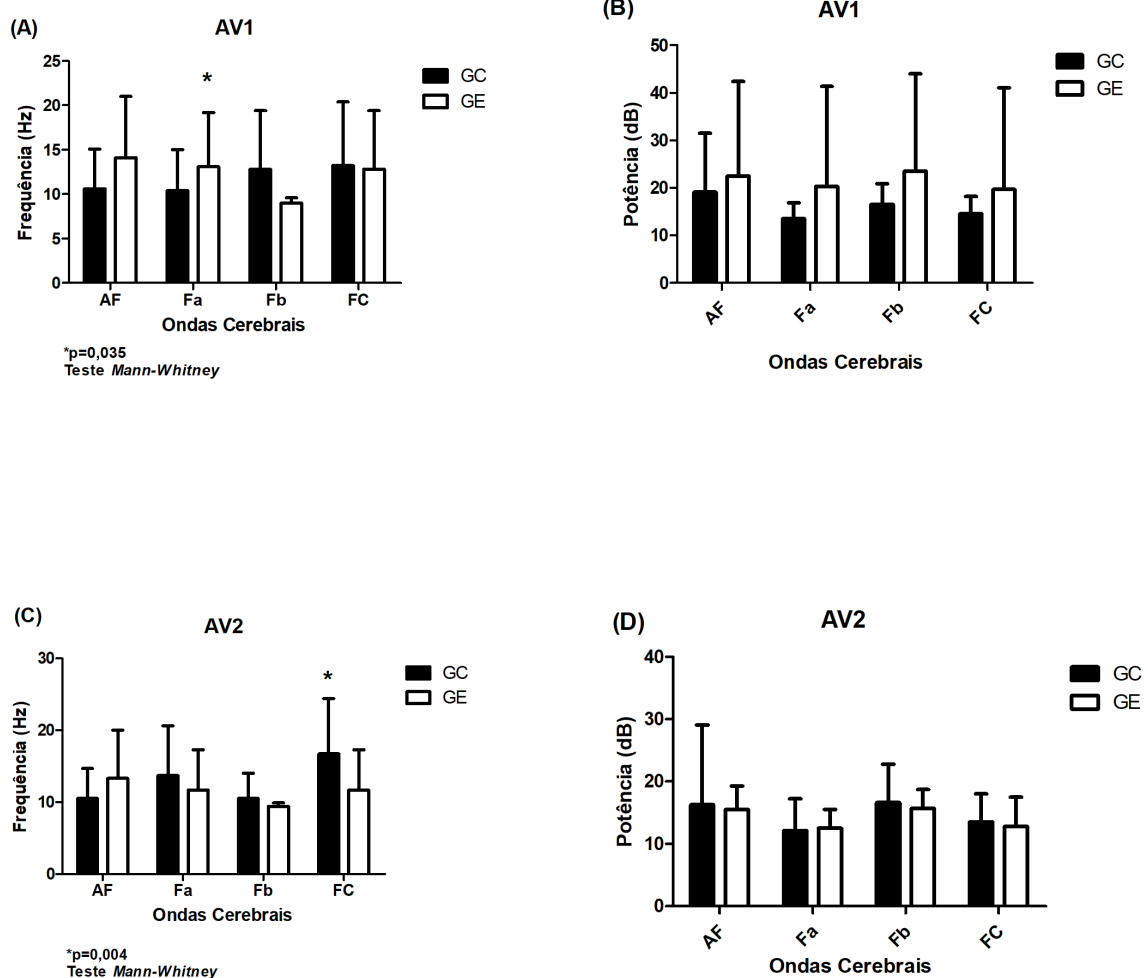 (A)
AV1
GC
GE
*
Frequência (Hz)
25
20
15
10
5
0
AF Fa Fb FC
Ondas Cerebrais
*p=0,035
Teste Mann-Whitney
(B)
AV1
GC
GE
Potência (dB)
50
40
30
20
10
0
AF Fa Fb FC
Ondas Cerebrais
(C)
AV2
GC
GE
*
Frequência (Hz)
30
20
10
0
AF Fa Fb FC
Ondas Cerebrais
*p=0,004
Teste Mann-Whitney
(D)
AV2
GC
GE
Potência (dB)
40
30
20
10
0
AF Fa Fb FC
Ondas Cerebrais